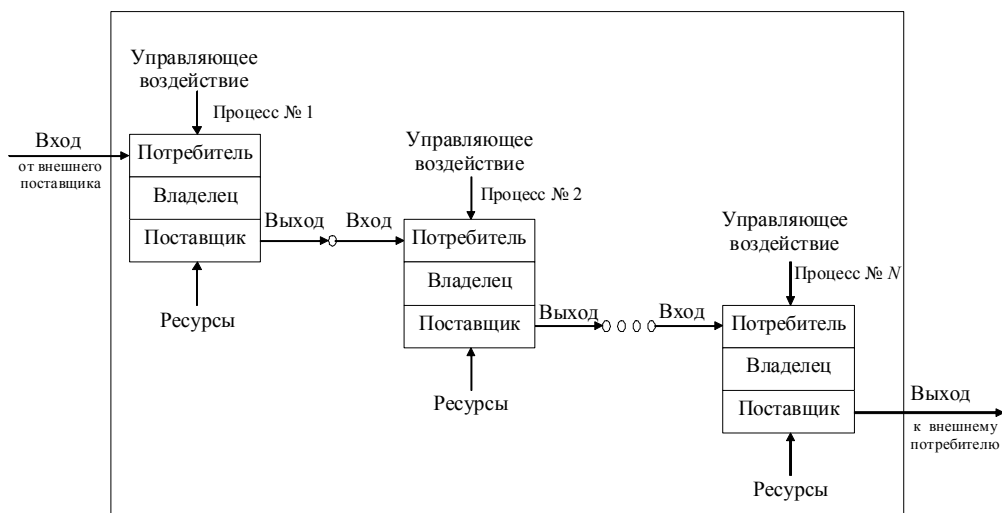 Управляющее
воздействие
Процесс № 1
Вход
от внешнего
поставщика
Потребитель
Владелец
Поставщик
Выход
Ресурсы
Управляющее
воздействие
Процесс № 2
Вход
Потребитель
Владелец
Поставщик
Выход
Ресурсы
Управляющее
воздействие
Процесс № N
Вход
Потребитель
Владелец
Поставщик
Выход
к внешнему
потребителю
Ресурсы